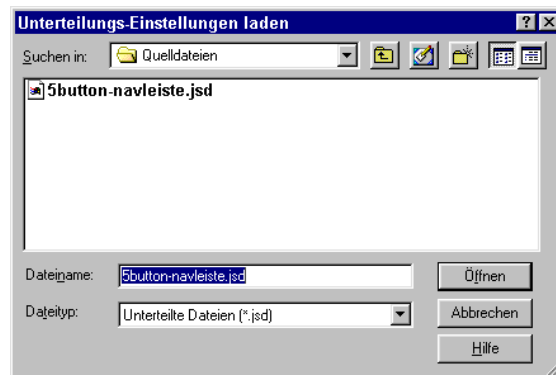 Unterteilungs-Einstellungen laden
Suchen in: Quelldateien
5button-navleiste.jsd
Dateiname: 5button-navleiste.jsd Öffnen
Dateityp: Unterteilte Dateien (*.jsd) Abbrechen
Hilfe